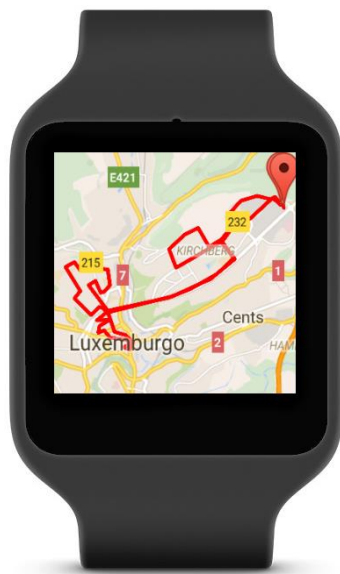 E421
232
KIRCHBERG
215
7
1
Cents
Luxemburgo
2
HAM